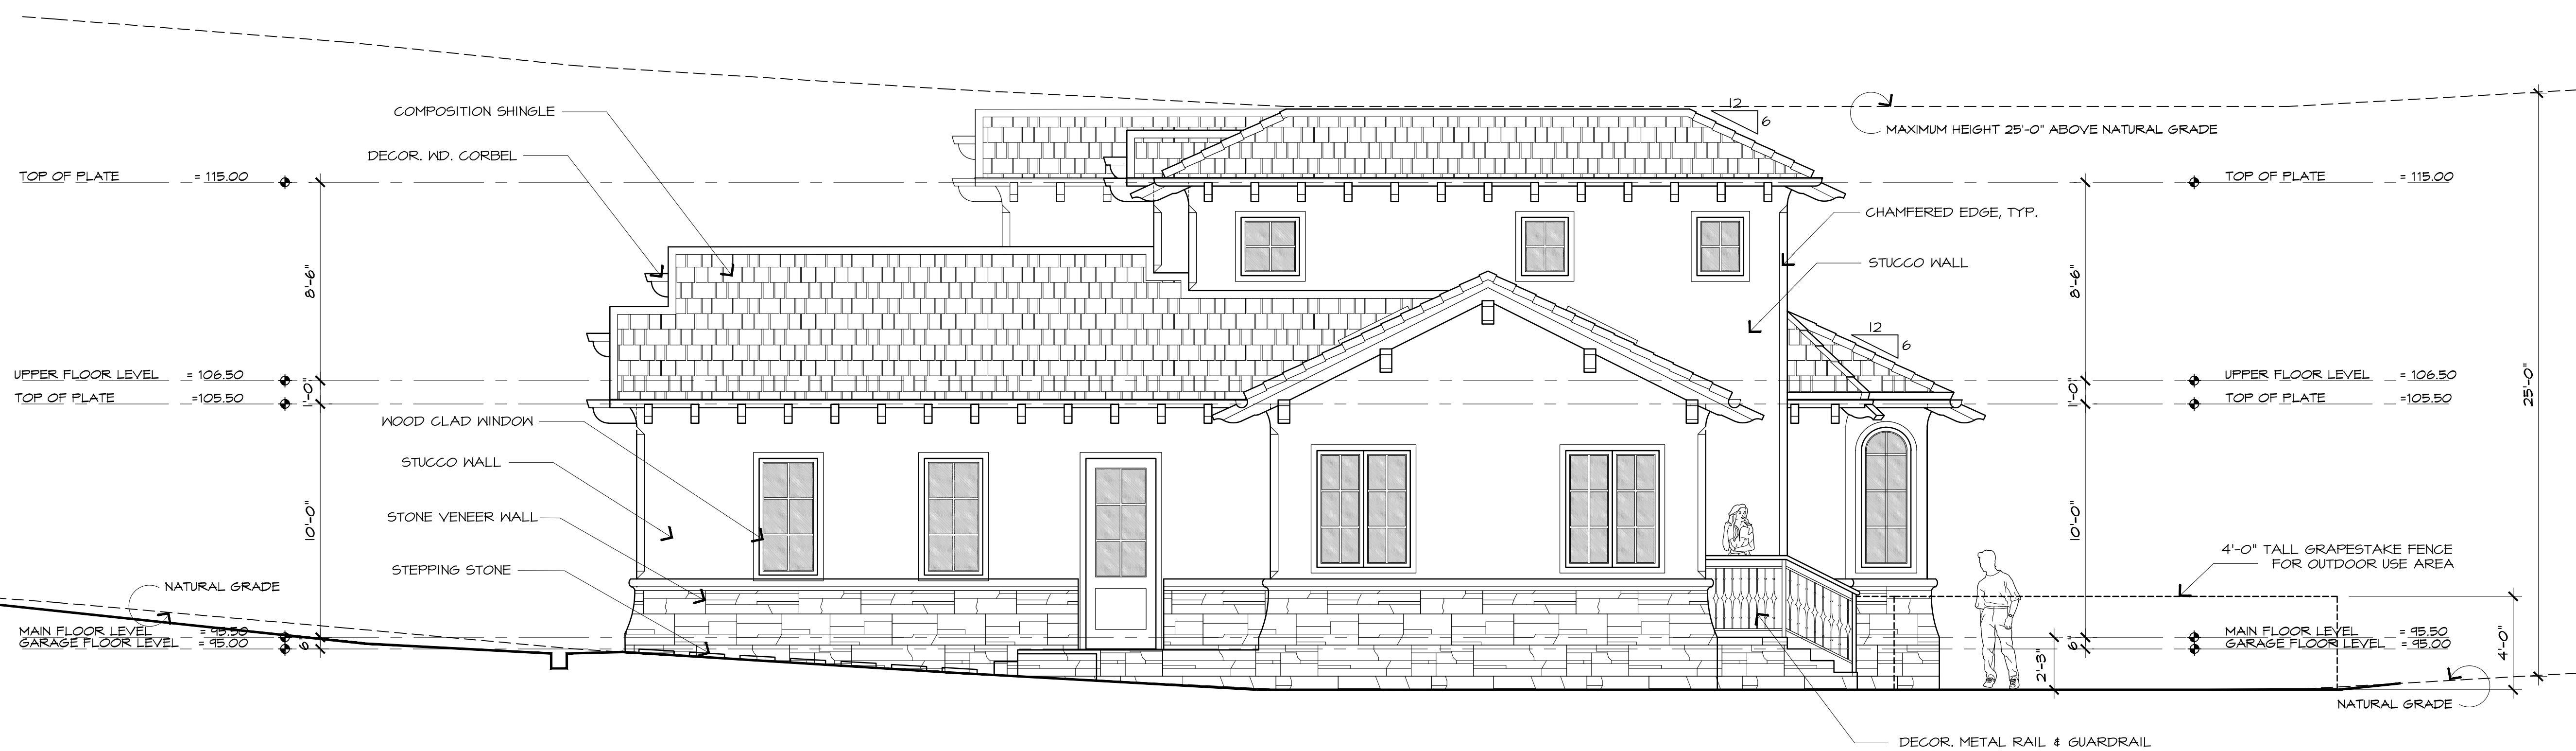 12
6
COMPOSITION SHINGLE
MAXIMUM HEIGHT 25'-0" ABOVE NATURAL GRADE
DECOR. WD. CORBEL
TOP OF PLATE = 115.00
TOP OF PLATE = 115.00
CHAMFERED EDGE, TYP.
STUCCO WALL
8'-6"
8'-6"
12
6
UPPER FLOOR LEVEL = 106.50
UPPER FLOOR LEVEL = 106.50
1'-0"
1'-0"
25'-0"
TOP OF PLATE =105.50
TOP OF PLATE =105.50
WOOD CLAD WINDOW
STUCCO WALL
STONE VENEER WALL
10'-0"
10'-0"
4'-0" TALL GRAPESTAKE FENCE
FOR OUTDOOR USE AREA
STEPPING STONE
NATURAL GRADE
MAIN FLOOR LEVEL = 95.50
MAIN FLOOR LEVEL = 95.50
GARAGE FLOOR LEVEL = 95.00
GARAGE FLOOR LEVEL = 95.00
6"
6"
2'-3"
4'-0"
NATURAL GRADE
DECOR. METAL RAIL & GUARDRAIL